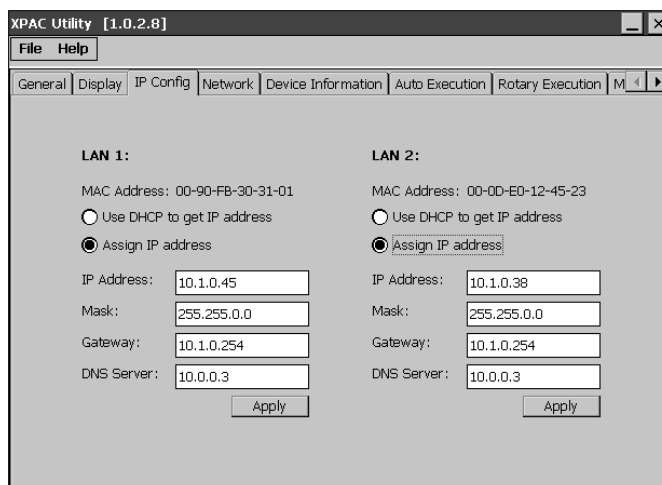 XPAC Utility [1.0.2.8]
File Help
General Display IP Config Network Device Information Auto Execution Rotary Execution M
LAN 1:
MAC Address: 00-90-FB-30-31-01
Use DHCP to get IP address
Assign IP address
IP Address: 10.1.0.45
Mask: 255.255.0.0
Gateway: 10.1.0.254
DNS Server: 10.0.0.3
Apply
LAN 2:
MAC Address: 00-0D-E0-12-45-23
Use DHCP to get IP address
Assign IP address
IP Address: 10.1.0.38
Mask: 255.255.0.0
Gateway: 10.1.0.254
DNS Server: 10.0.0.3
Apply